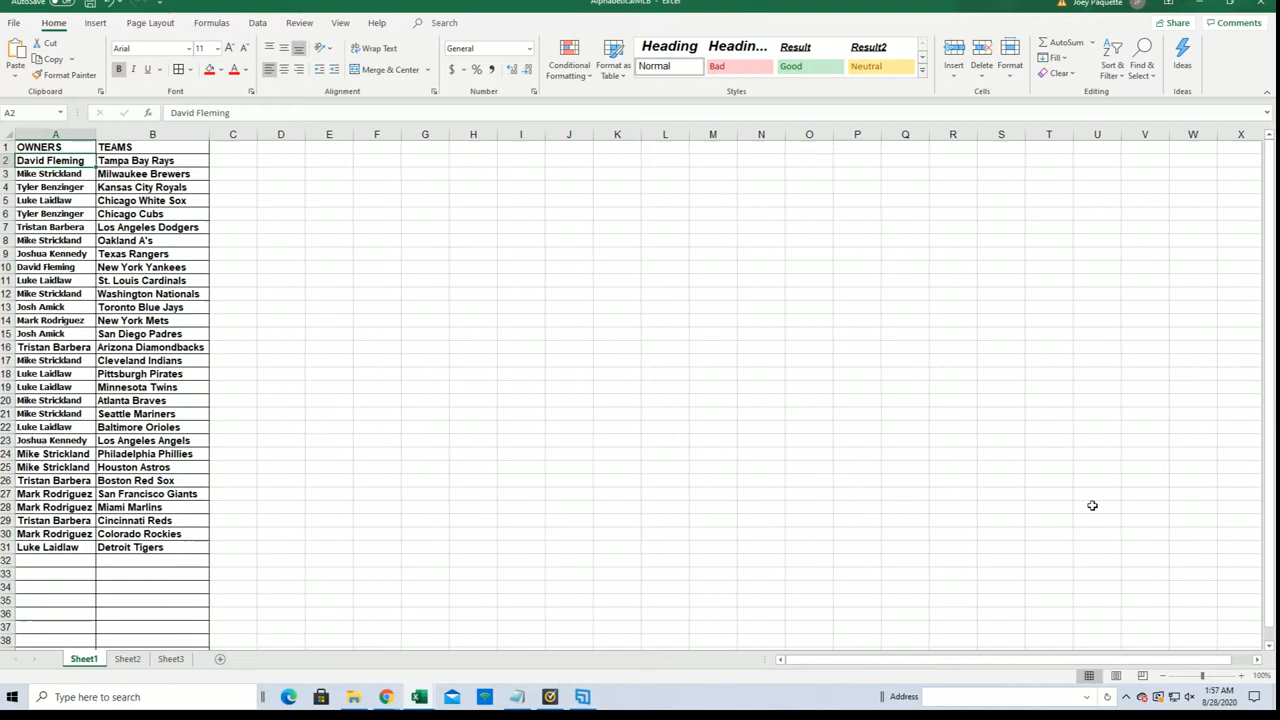 AutoSave Off AlphabeticalMLB - Excel Joey Paquette JP
File Home Insert Page Layout Formulas Data Review View Help Search Share Comments
Paste Cut Copy Format Painter Clipboard
Arial 11 B I U A Font
Wrap Text Merge & Center Alignment
General $ % , Number
Conditional Formatting Format as Table
Heading Headin... Result Result2
Normal Bad Good Neutral
Styles
Insert Delete Format Cells
AutoSum Fill Clear Sort & Filter Find & Select Editing
Ideas Ideas
A2 fx David Fleming
A B C D E F G H I J K L M N O P Q R S T U V W X
1 OWNERS TEAMS
2 David Fleming Tampa Bay Rays
3 Mike Strickland Milwaukee Brewers
4 Tyler Benzinger Kansas City Royals
5 Luke Laidlaw Chicago White Sox
6 Tyler Benzinger Chicago Cubs
7 Tristan Barbera Los Angeles Dodgers
8 Mike Strickland Oakland A's
9 Joshua Kennedy Texas Rangers
10 David Fleming New York Yankees
11 Luke Laidlaw St. Louis Cardinals
12 Mike Strickland Washington Nationals
13 Josh Amick Toronto Blue Jays
14 Mark Rodriguez New York Mets
15 Josh Amick San Diego Padres
16 Tristan Barbera Arizona Diamondbacks
17 Mike Strickland Cleveland Indians
18 Luke Laidlaw Pittsburgh Pirates
19 Luke Laidlaw Minnesota Twins
20 Mike Strickland Atlanta Braves
21 Mike Strickland Seattle Mariners
22 Luke Laidlaw Baltimore Orioles
23 Joshua Kennedy Los Angeles Angels
24 Mike Strickland Philadelphia Phillies
25 Mike Strickland Houston Astros
26 Tristan Barbera Boston Red Sox
27 Mark Rodriguez San Francisco Giants
28 Mark Rodriguez Miami Marlins
29 Tristan Barbera Cincinnati Reds
30 Mark Rodriguez Colorado Rockies
31 Luke Laidlaw Detroit Tigers
32
33
34
35
36
37
38
Sheet1 Sheet2 Sheet3
100%
Type here to search Address 1:57 AM
8/28/2020